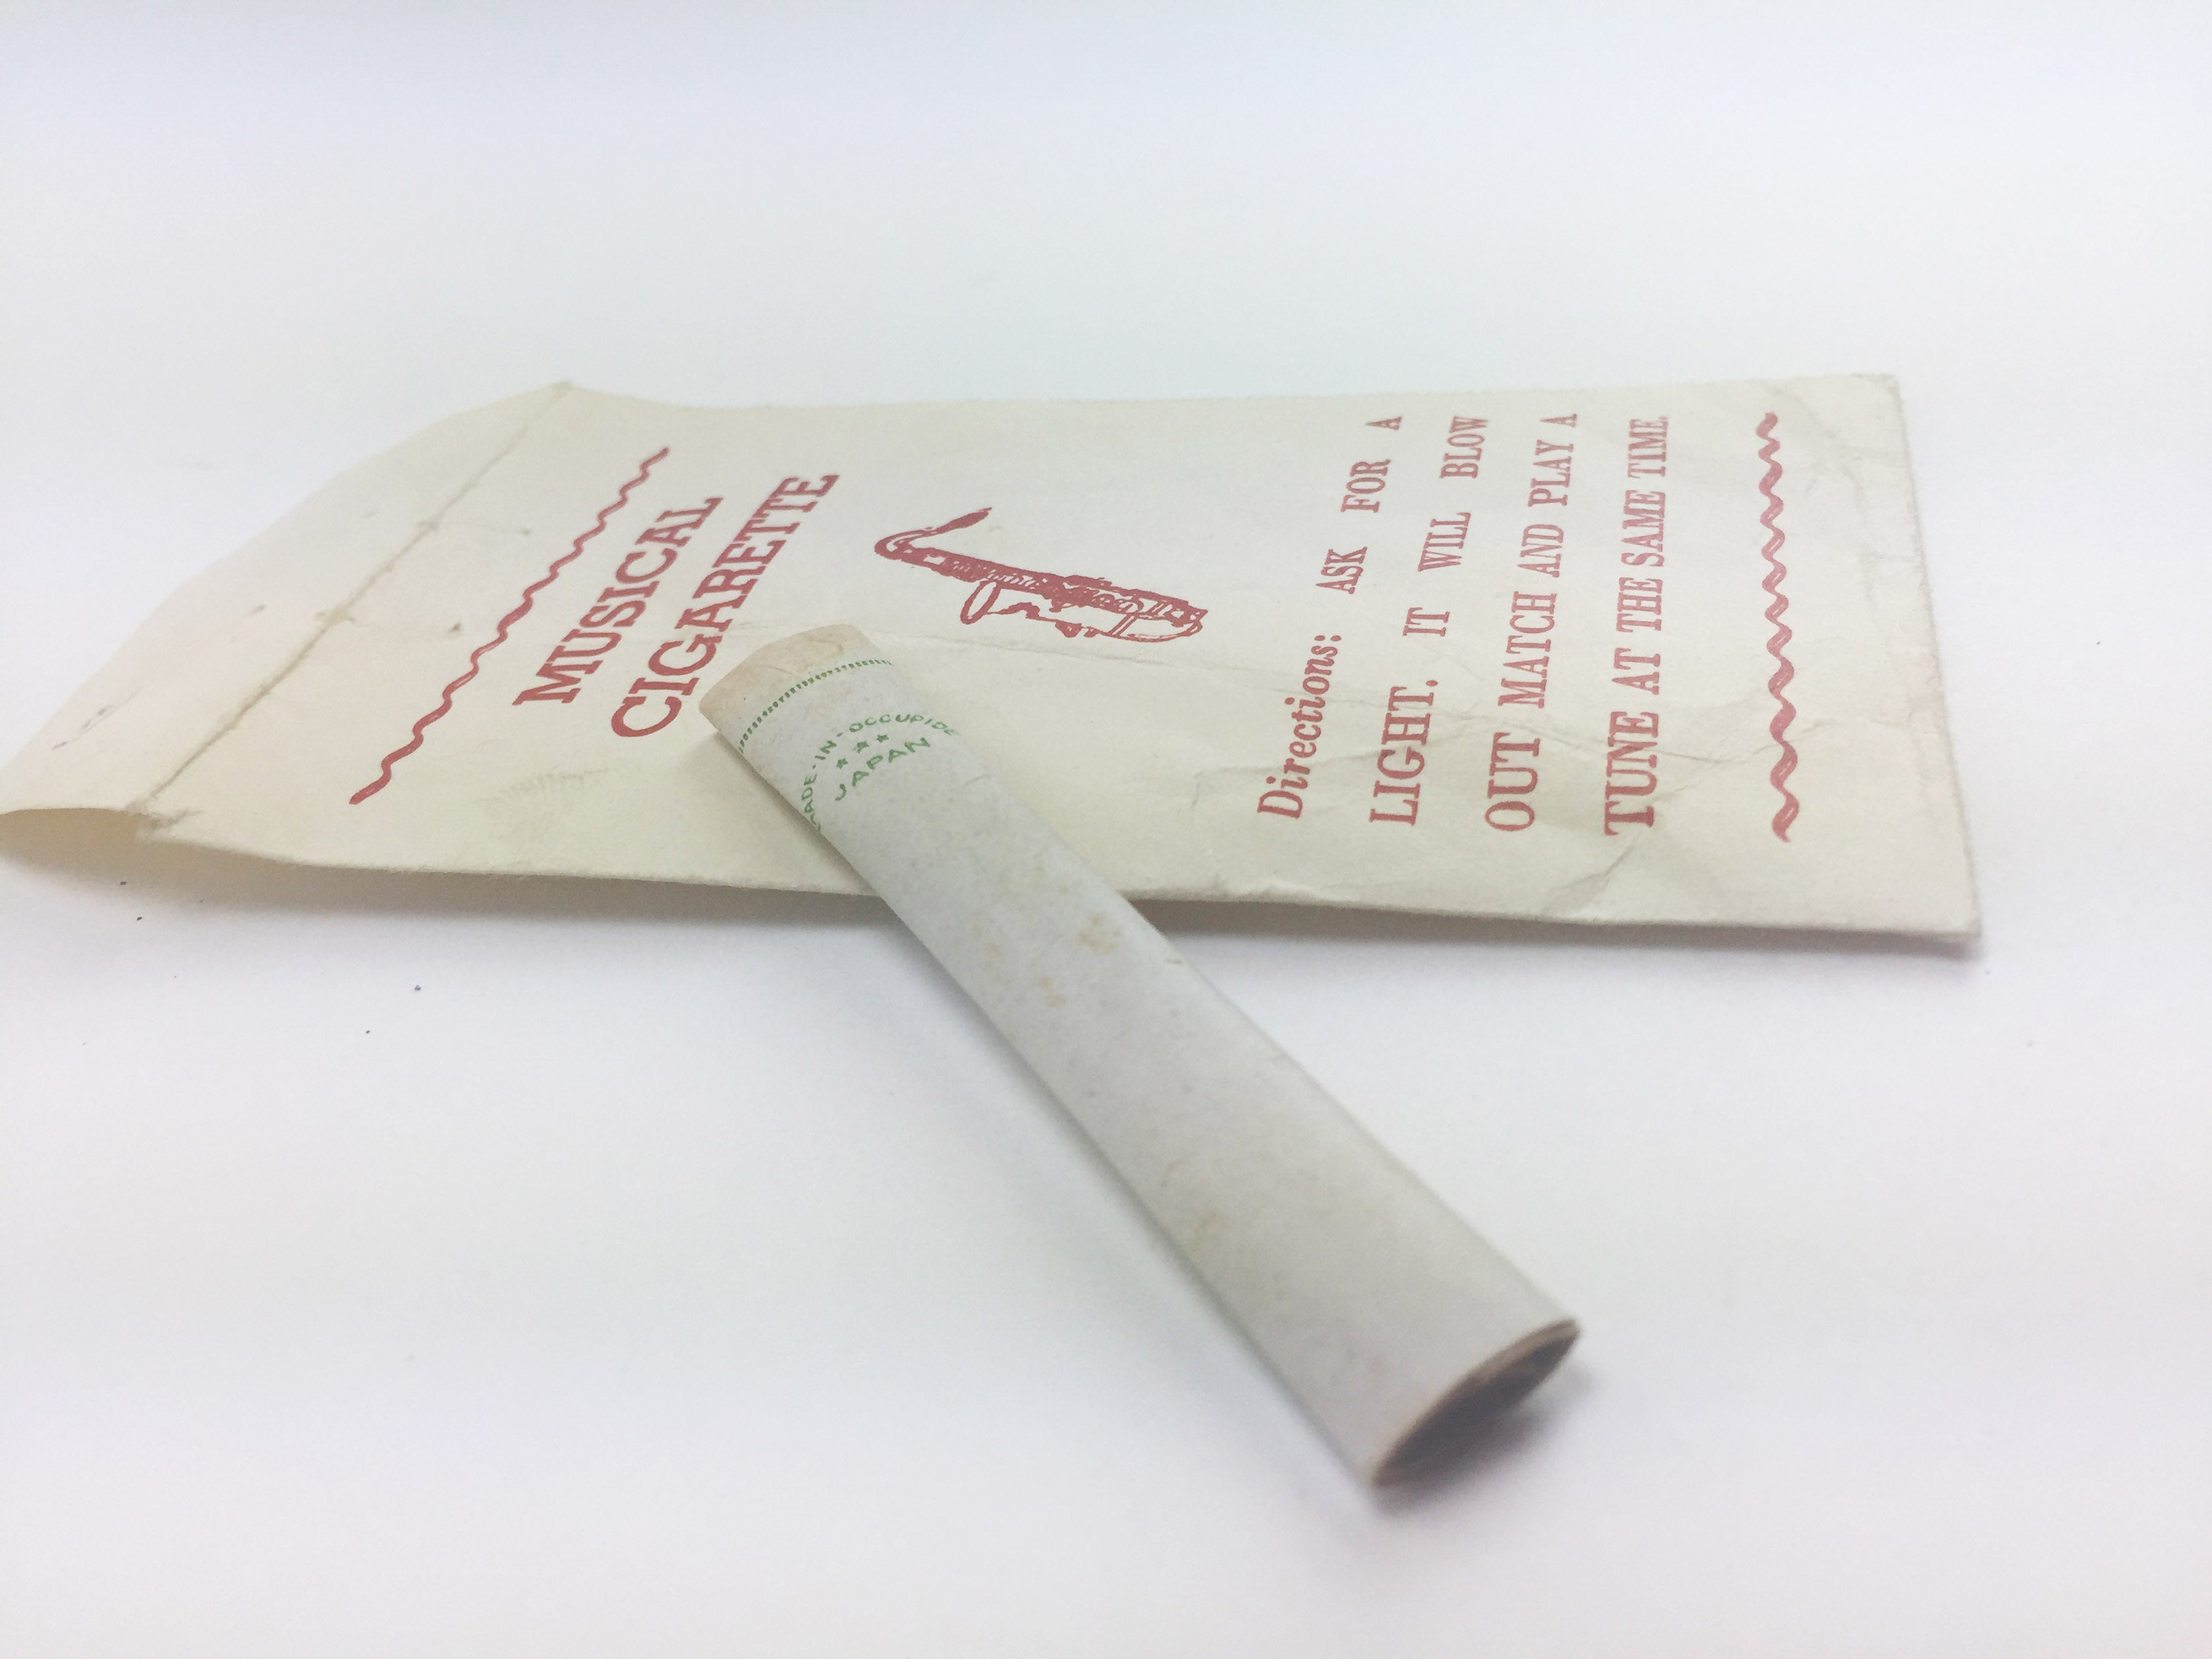 MUSICAL
CIGARETTE
Directions: ASK FOR A
LIGHT. IT WILL BLOW
OUT MATCH AND PLAY A
TUNE AT THE SAME TIME
MADE-IN-OCCUPIDE
JAPAN